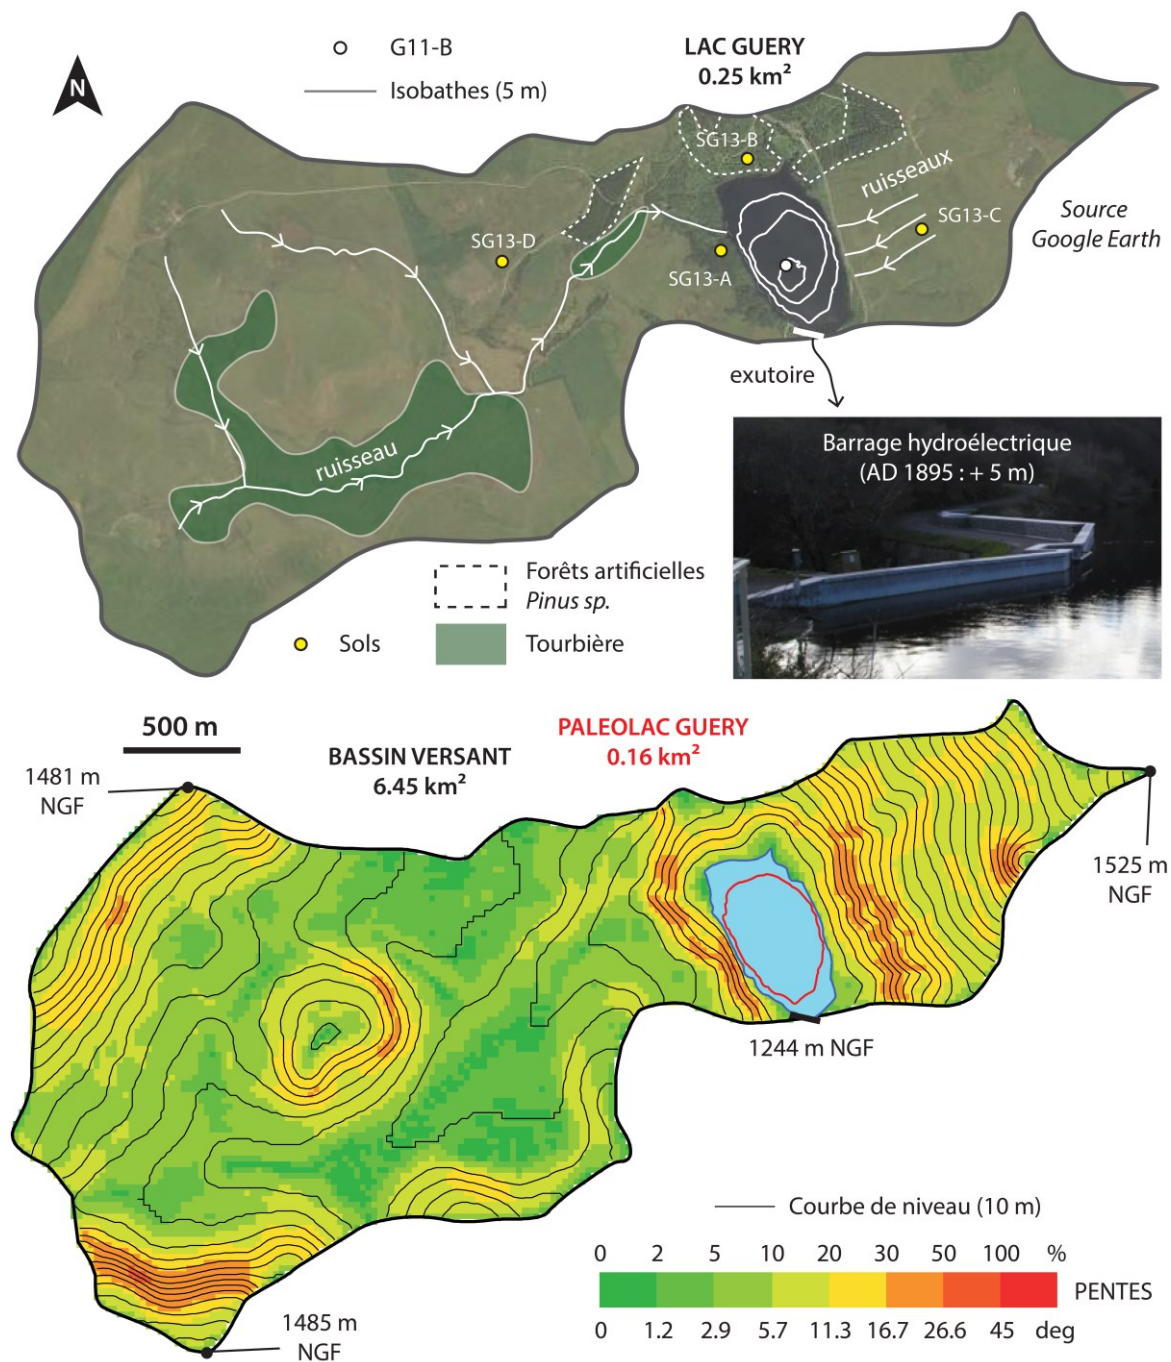 G11-B
Isobathes (5 m)
N
LAC GUERY
0.25 km²
SG13-B
ruisseaux
SG13-C
Source
Google Earth
SG13-D
SG13-A
exutoire
ruisseau
Barrage hydroélectrique
(AD 1895 : + 5 m)
Forêts artificielles
Pinus sp.
Sols
Tourbière
500 m
PALEOLAC GUERY
0.16 km²
BASSIN VERSANT
6.45 km²
1481 m
NGF
1525 m
NGF
1244 m NGF
Courbe de niveau (10 m)
0 2 5 10 20 30 50 100 %
PENTES
0 1.2 2.9 5.7 11.3 16.7 26.6 45 deg
1485 m
NGF